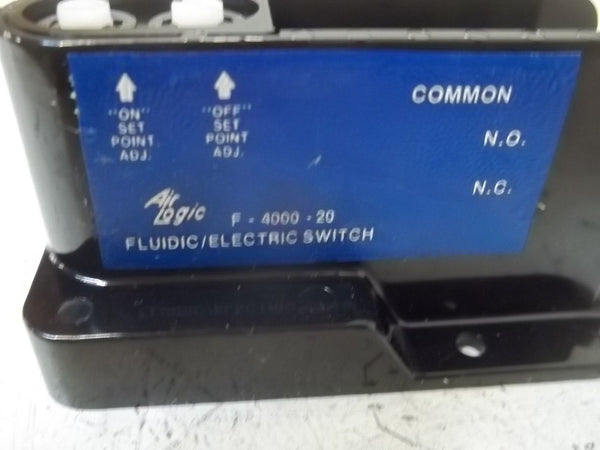 "ON"
SET
POINT
ADJ.
"OFF"
SET
POINT
ADJ.
COMMON
N.O.
N.C.
Air
Logic
F - 4000 - 20
FLUIDIC/ELECTRIC SWITCH